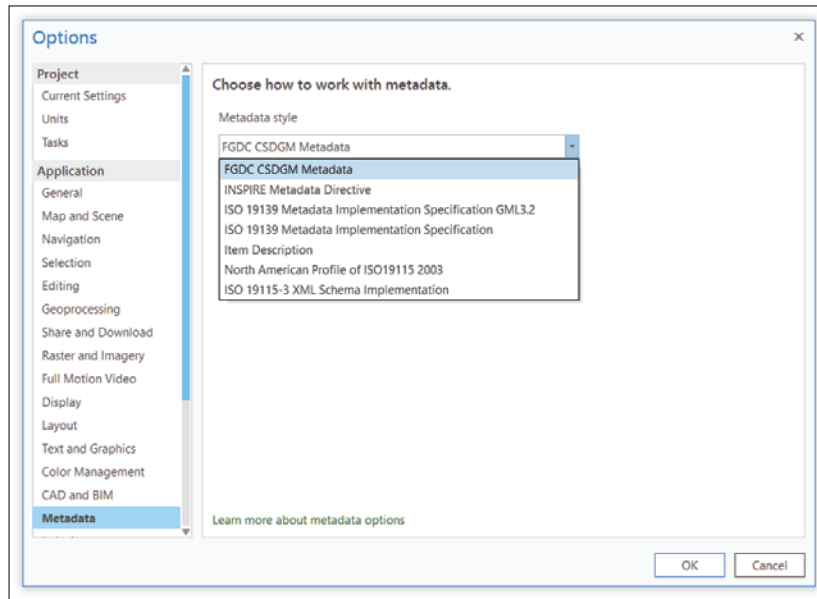 Options
×
Project
Current Settings
Units
Tasks
Application
General
Map and Scene
Navigation
Selection
Editing
Geoprocessing
Share and Download
Raster and Imagery
Full Motion Video
Display
Layout
Text and Graphics
Color Management
CAD and BIM
Metadata
Choose how to work with metadata.
Metadata style
FGDC CSDGM Metadata
FGDC CSDGM Metadata
INSPIRE Metadata Directive
ISO 19139 Metadata Implementation Specification GML3.2
ISO 19139 Metadata Implementation Specification
Item Description
North American Profile of ISO19115 2003
ISO 19115-3 XML Schema Implementation
Learn more about metadata options
OK
Cancel